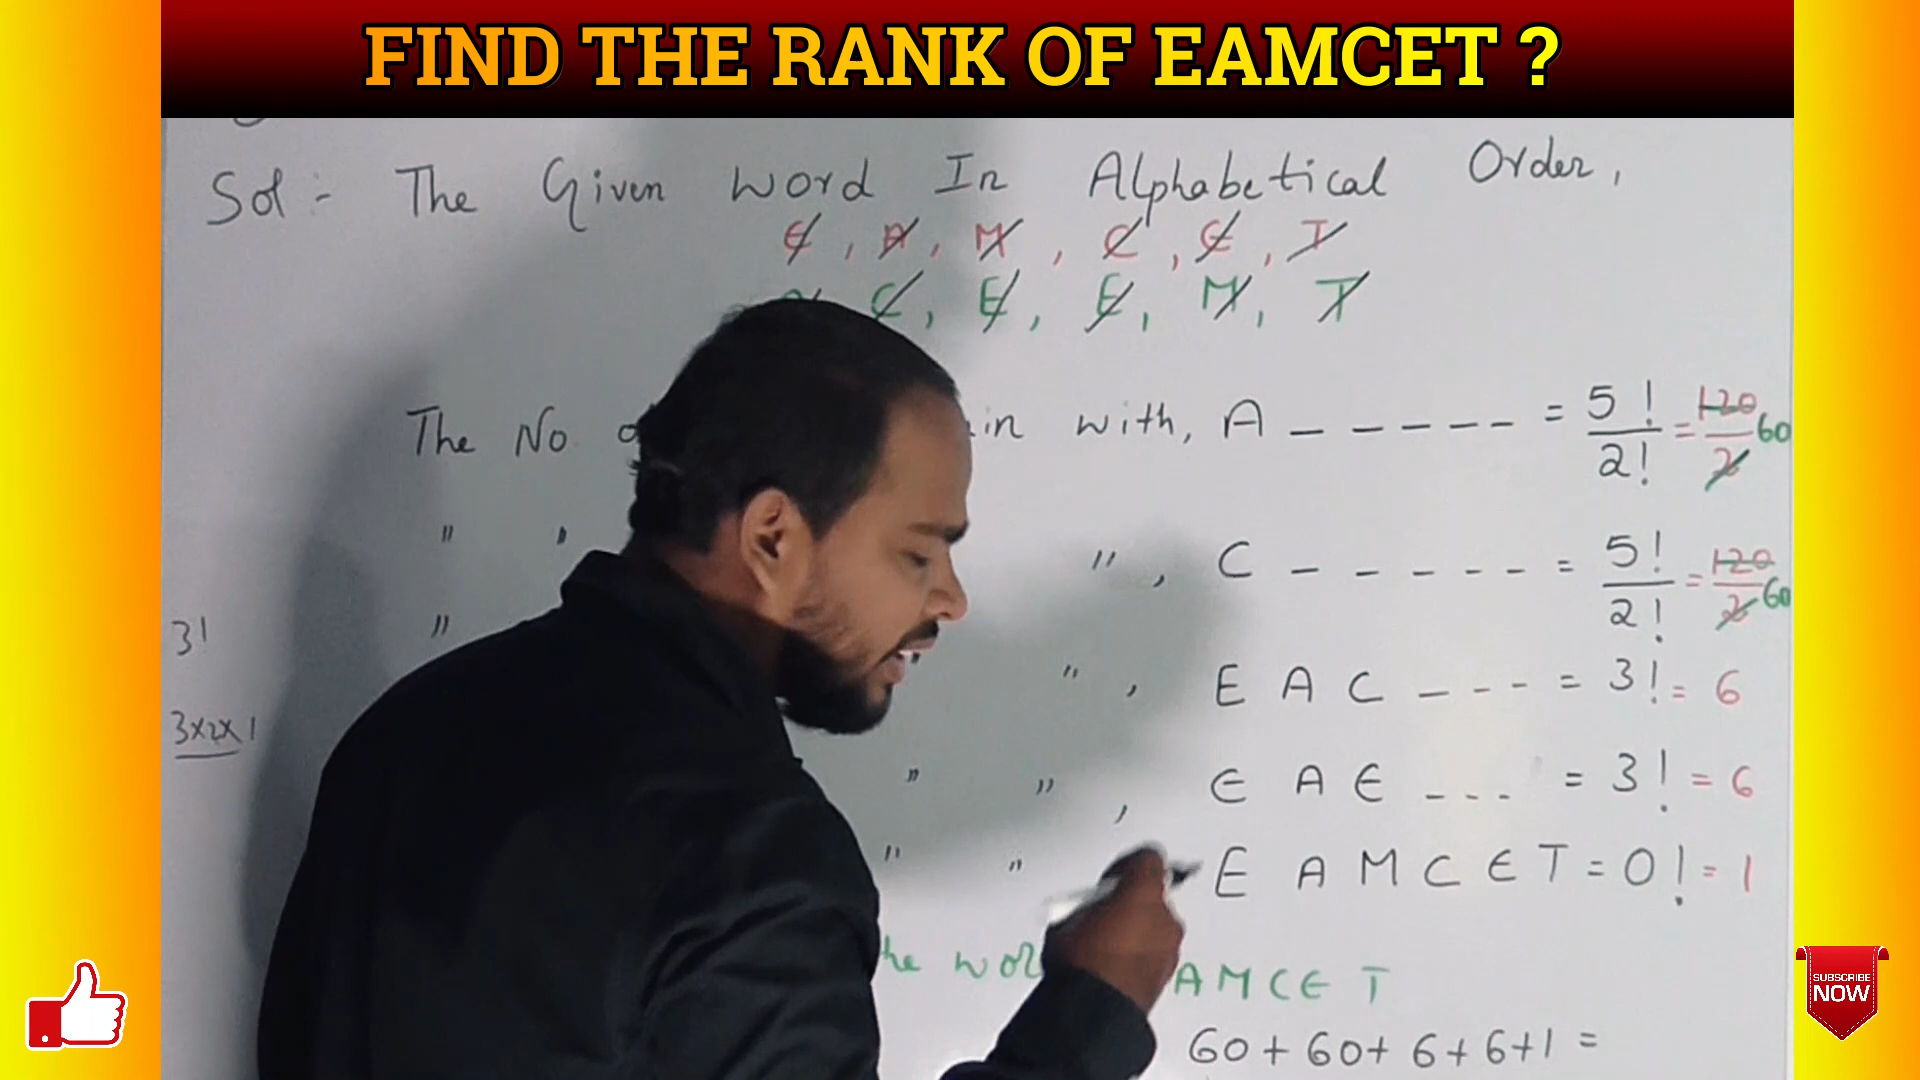 FIND THE RANK OF EAMCET ?
Sol :- The Given Word In Alphabetical Order,
E, A, M, C, E, T
C, E, E, M, T
The No in with, A _ _ _ _ _ = 5!/2! = 120/2 60
" " " , C _ _ _ _ _ = 5!/2! = 120/2 60
3! "
" , E A C _ _ _ = 3! = 6
3x2x1
" " , E A E _ _ _ = 3! = 6
" " E A M C E T = 0! = 1
he wor AMCET
60 + 60 + 6 + 6 + 1 =
SUBSCRIBE
NOW